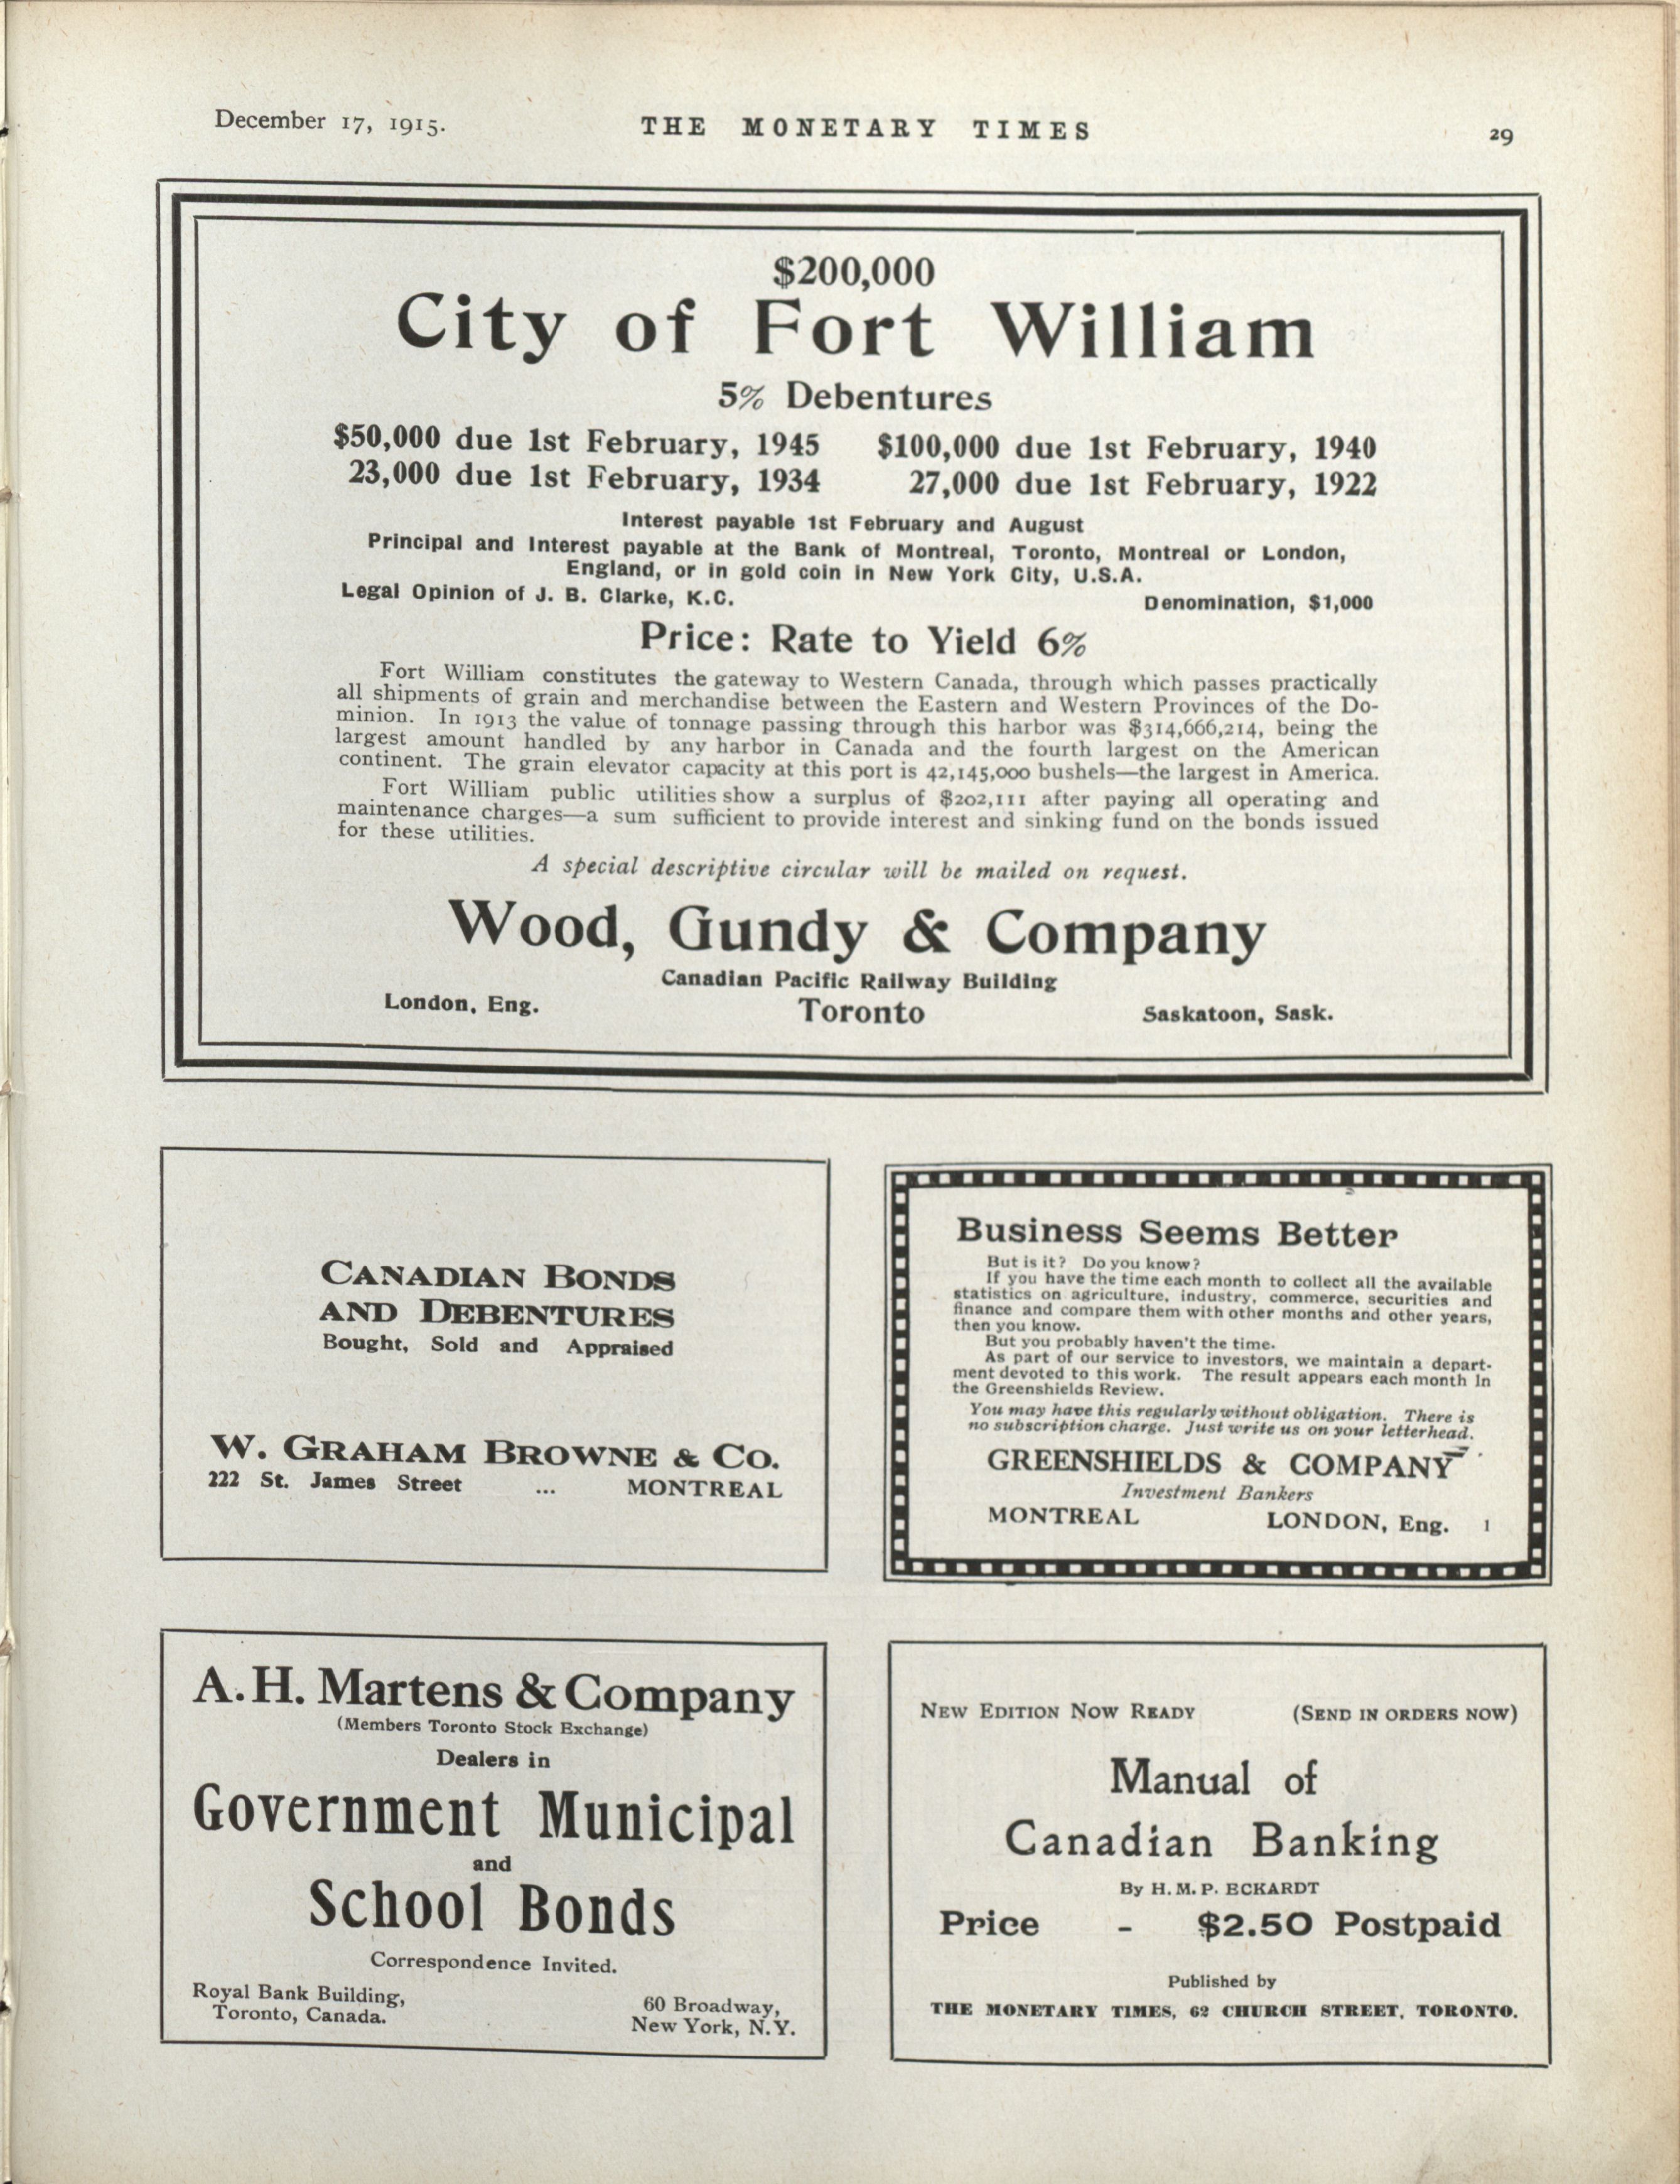 December 17, 1915.
THE MONETARY TIMES
29
$200,000
City of Fort William
5% Debentures
$50,000 due 1st February, 1945 $100,000 due 1st February, 1940
23,000 due 1st February, 1934 27,000 due 1st February, 1922
Interest payable 1st February and August
Principal and Interest payable at the Bank of Montreal, Toronto, Montreal or London,
England, or in gold coin in New York City, U.S.A.
Legal Opinion of J. B. Clarke, K.C. Denomination, $1,000
Price: Rate to Yield 6%
Fort William constitutes the gateway to Western Canada, through which passes practically
all shipments of grain and merchandise between the Eastern and Western Provinces of the Do-
minion. In 1913 the value of tonnage passing through this harbor was $314,666,214, being the
largest amount handled by any harbor in Canada and the fourth largest on the American
continent. The grain elevator capacity at this port is 42,145,000 bushels—the largest in America.
Fort William public utilities show a surplus of $202,111 after paying all operating and
maintenance charges—a sum sufficient to provide interest and sinking fund on the bonds issued
for these utilities.
A special descriptive circular will be mailed on request.
Wood, Gundy & Company
Canadian Pacific Railway Building
London, Eng. Toronto Saskatoon, Sask.
CANADIAN BONDS
AND DEBENTURES
Bought, Sold and Appraised
W. GRAHAM BROWNE & CO.
222 St. James Street ... MONTREAL
Business Seems Better
But is it? Do you know?
If you have the time each month to collect all the available
statistics on agriculture, industry, commerce, securities and
finance and compare them with other months and other years,
then you know.
But you probably haven't the time.
As part of our service to investors, we maintain a depart-
ment devoted to this work. The result appears each month in
the Greenshields Review.
You may have this regularly without obligation. There is
no subscription charge. Just write us on your letterhead.
GREENSHIELDS & COMPANY
Investment Bankers
MONTREAL LONDON, Eng. 1
A. H. Martens & Company
(Members Toronto Stock Exchange)
Dealers in
Government Municipal
and
School Bonds
Correspondence Invited.
Royal Bank Building,
Toronto, Canada.
60 Broadway,
New York, N.Y.
NEW EDITION NOW READY (SEND IN ORDERS NOW)
Manual of
Canadian Banking
By H. M. P. ECKARDT
Price - $2.50 Postpaid
Published by
THE MONETARY TIMES, 62 CHURCH STREET, TORONTO.